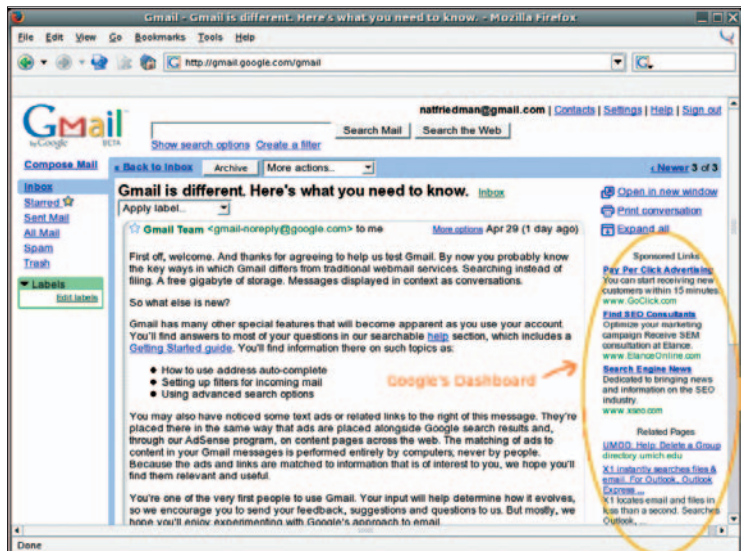 Gmail - Gmail is different. Here's what you need to know. - Mozilla Firefox
File Edit View Go Bookmarks Tools Help
http://gmail.google.com/gmail
G
natfriedman@gmail.com | Contacts | Settings | Help | Sign out
Gmail
by Google BETA
Search Mail Search the Web
Show search options Create a filter
Compose Mail
Inbox
Starred
Sent Mail
All Mail
Spam
Trash
Labels
Edit labels
« Back to Inbox Archive More actions...
‹ Newer 3 of 3
Gmail is different. Here's what you need to know. Inbox
Apply label...
Open in new window
Print conversation
Expand all
Gmail Team <gmail-noreply@google.com> to me More options Apr 29 (1 day ago)
First off, welcome. And thanks for agreeing to help us test Gmail. By now you probably know
the key ways in which Gmail differs from traditional webmail services. Searching instead of
filing. A free gigabyte of storage. Messages displayed in context as conversations.
So what else is new?
Gmail has many other special features that will become apparent as you use your account.
You'll find answers to most of your questions in our searchable help section, which includes a
Getting Started guide. You'll find information there on such topics as:
How to use address auto-complete
Setting up filters for incoming mail
Using advanced search options
Google's Dashboard
You may also have noticed some text ads or related links to the right of this message. They're
placed there in the same way that ads are placed alongside Google search results and,
through our AdSense program, on content pages across the web. The matching of ads to
content in your Gmail messages is performed entirely by computers; never by people.
Because the ads and links are matched to information that is of interest to you, we hope you'll
find them relevant and useful.
You're one of the very first people to use Gmail. Your input will help determine how it evolves,
so we encourage you to send your feedback, suggestions and questions to us. But mostly, we
hope you'll enjoy experimenting with Google's approach to email.
Sponsored Links
Pay Per Click Advertising
You can start receiving new
customers within 15 minutes.
www.GoClick.com
Find SEO Consultants
Optimize your marketing
campaign Receive SEM
consultation at Elance.
www.ElanceOnline.com
Search Engine News
Dedicated to bringing news
and information on the SEO
industry.
www.xseo.com
Related Pages
UMOD: Help: Delete a Group
directory.umich.edu
X1 instantly searches files &
email. For Outlook, Outlook
Express ...
X1 locates email and files in
less than a second. Searches
Outlook, ...
Done